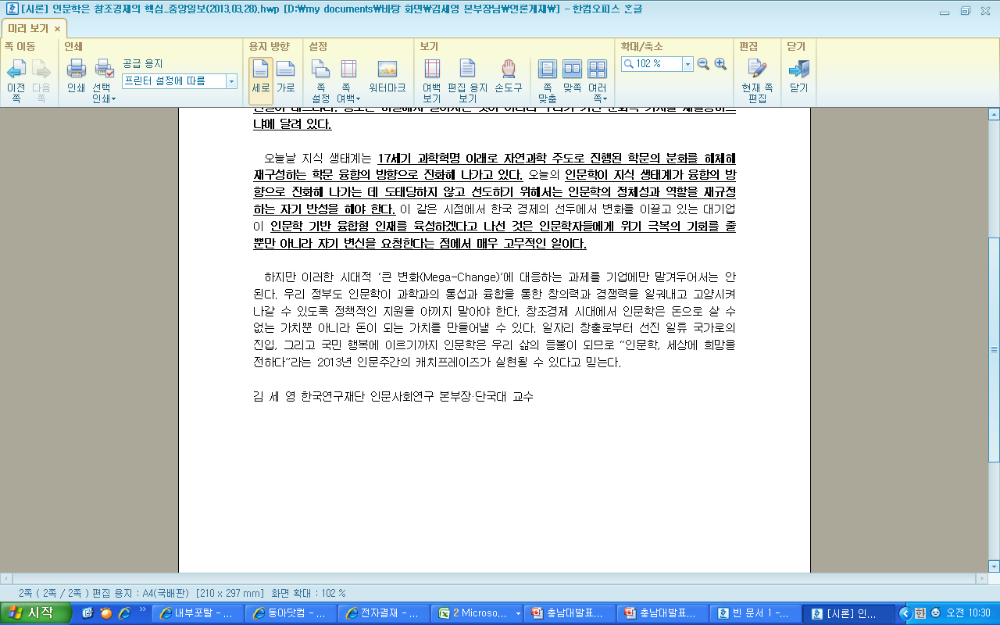 [시론] 인문학은 창조경제의 핵심_중앙일보(2013.03.28).hwp [D:₩my documents₩바탕 화면₩김세영 본부장님₩언론게재₩] - 한컴오피스 흔글
미리 보기 ×
쪽 이동 인쇄 용지 방향 설정 보기 확대/축소 편집 닫기
이전 쪽 다음 쪽 인쇄 선택 인쇄 공급 용지 프린터 설정에 따름 세로 가로 쪽 설정 쪽 여백 워터마크 여백 보기 편집 용지 보기 손도구 쪽 맞춤 맞쪽 여러 쪽 102 % 현재 쪽 편집 닫기
냐에 달려 있다.
오늘날 지식 생태계는 17세기 과학혁명 이래로 자연과학 주도로 진행된 학문의 분화를 해체해
재구성하는 학문 융합의 방향으로 진화해 나가고 있다. 오늘의 인문학이 지식 생태계가 융합의 방
향으로 진화해 나가는 데 도태당하지 않고 선도하기 위해서는 인문학의 정체성과 역할을 재규정
하는 자기 반성을 해야 한다. 이 같은 시점에서 한국 경제의 선두에서 변화를 이끌고 있는 대기업
이 인문학 기반 융합형 인재를 육성하겠다고 나선 것은 인문학자들에게 위기 극복의 기회를 줄
뿐만 아니라 자기 변신을 요청한다는 점에서 매우 고무적인 일이다.
하지만 이러한 시대적 ‘큰 변화(Mega-Change)’에 대응하는 과제를 기업에만 맡겨두어서는 안
된다. 우리 정부도 인문학이 과학과의 통섭과 융합을 통한 창의력과 경쟁력을 일궈내고 고양시켜
나갈 수 있도록 정책적인 지원을 아끼지 말아야 한다. 창조경제 시대에서 인문학은 돈으로 살 수
없는 가치뿐 아니라 돈이 되는 가치를 만들어낼 수 있다. 일자리 창출로부터 선진 일류 국가로의
진입, 그리고 국민 행복에 이르기까지 인문학은 우리 삶의 등불이 되므로 “인문학, 세상에 희망을
전하다”라는 2013년 인문주간의 캐치프레이즈가 실현될 수 있다고 믿는다.
김 세 영 한국연구재단 인문사회연구 본부장·단국대 교수
2쪽 ( 2쪽 / 2쪽 ) 편집 용지 : A4(국배판) [210 x 297 mm] 화면 확대 : 102 %
시작 내부포탈 - ... 동아닷컴 - ... 전자결재 - ... 2 Microso... 충남대발표... 충남대발표... 빈 문서 1 -... [시론] 인... 한 오전 10:30